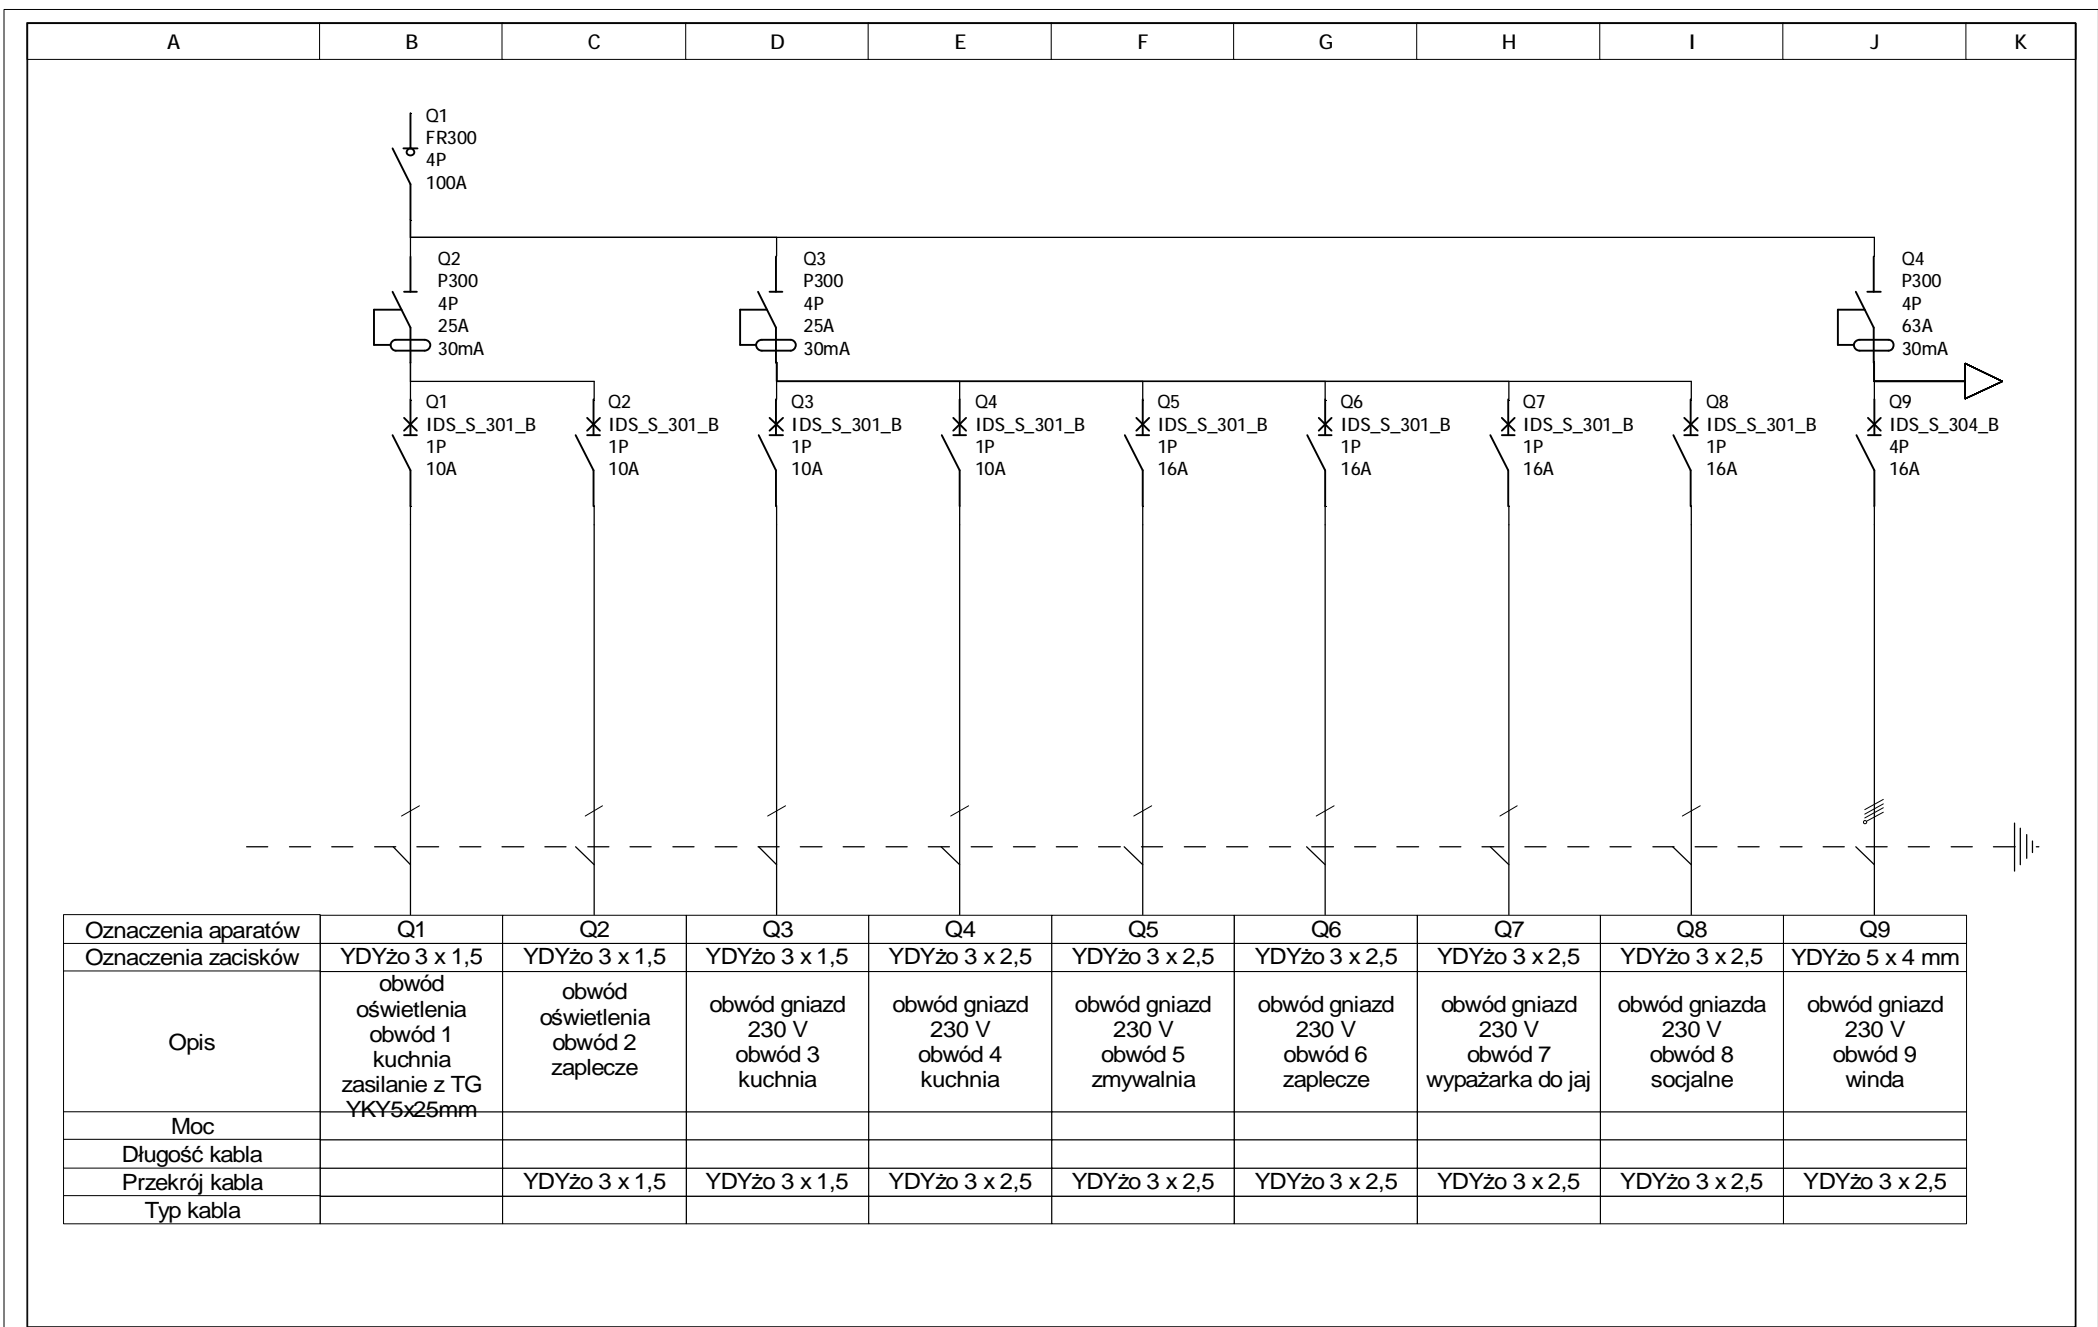 A B C D E F G H I J K
Q1
FR300
4P
100A
Q2
P300
4P
25A
30mA
Q3
P300
4P
25A
30mA
Q4
P300
4P
63A
30mA
Q1
IDS_S_301_B
1P
10A
Q2
IDS_S_301_B
1P
10A
Q3
IDS_S_301_B
1P
10A
Q4
IDS_S_301_B
1P
10A
Q5
IDS_S_301_B
1P
16A
Q6
IDS_S_301_B
1P
16A
Q7
IDS_S_301_B
1P
16A
Q8
IDS_S_301_B
1P
16A
Q9
IDS_S_304_B
4P
16A
Oznaczenia aparatów Q1 Q2 Q3 Q4 Q5 Q6 Q7 Q8 Q9
Oznaczenia zacisków YDYżo 3 x 1,5 YDYżo 3 x 1,5 YDYżo 3 x 1,5 YDYżo 3 x 2,5 YDYżo 3 x 2,5 YDYżo 3 x 2,5 YDYżo 3 x 2,5 YDYżo 3 x 2,5 YDYżo 5 x 4 mm
Opis
obwód
oświetlenia
obwód 1
kuchnia
zasilanie z TG
YKY5x25mm
obwód
oświetlenia
obwód 2
zaplecze
obwód gniazd
230 V
obwód 3
kuchnia
obwód gniazd
230 V
obwód 4
kuchnia
obwód gniazd
230 V
obwód 5
zmywalnia
obwód gniazd
230 V
obwód 6
zaplecze
obwód gniazd
230 V
obwód 7
wypażarka do jaj
obwód gniazda
230 V
obwód 8
socjalne
obwód gniazd
230 V
obwód 9
winda
Moc
Długość kabla
Przekrój kabla YDYżo 3 x 1,5 YDYżo 3 x 1,5 YDYżo 3 x 2,5 YDYżo 3 x 2,5 YDYżo 3 x 2,5 YDYżo 3 x 2,5 YDYżo 3 x 2,5 YDYżo 3 x 2,5
Typ kabla